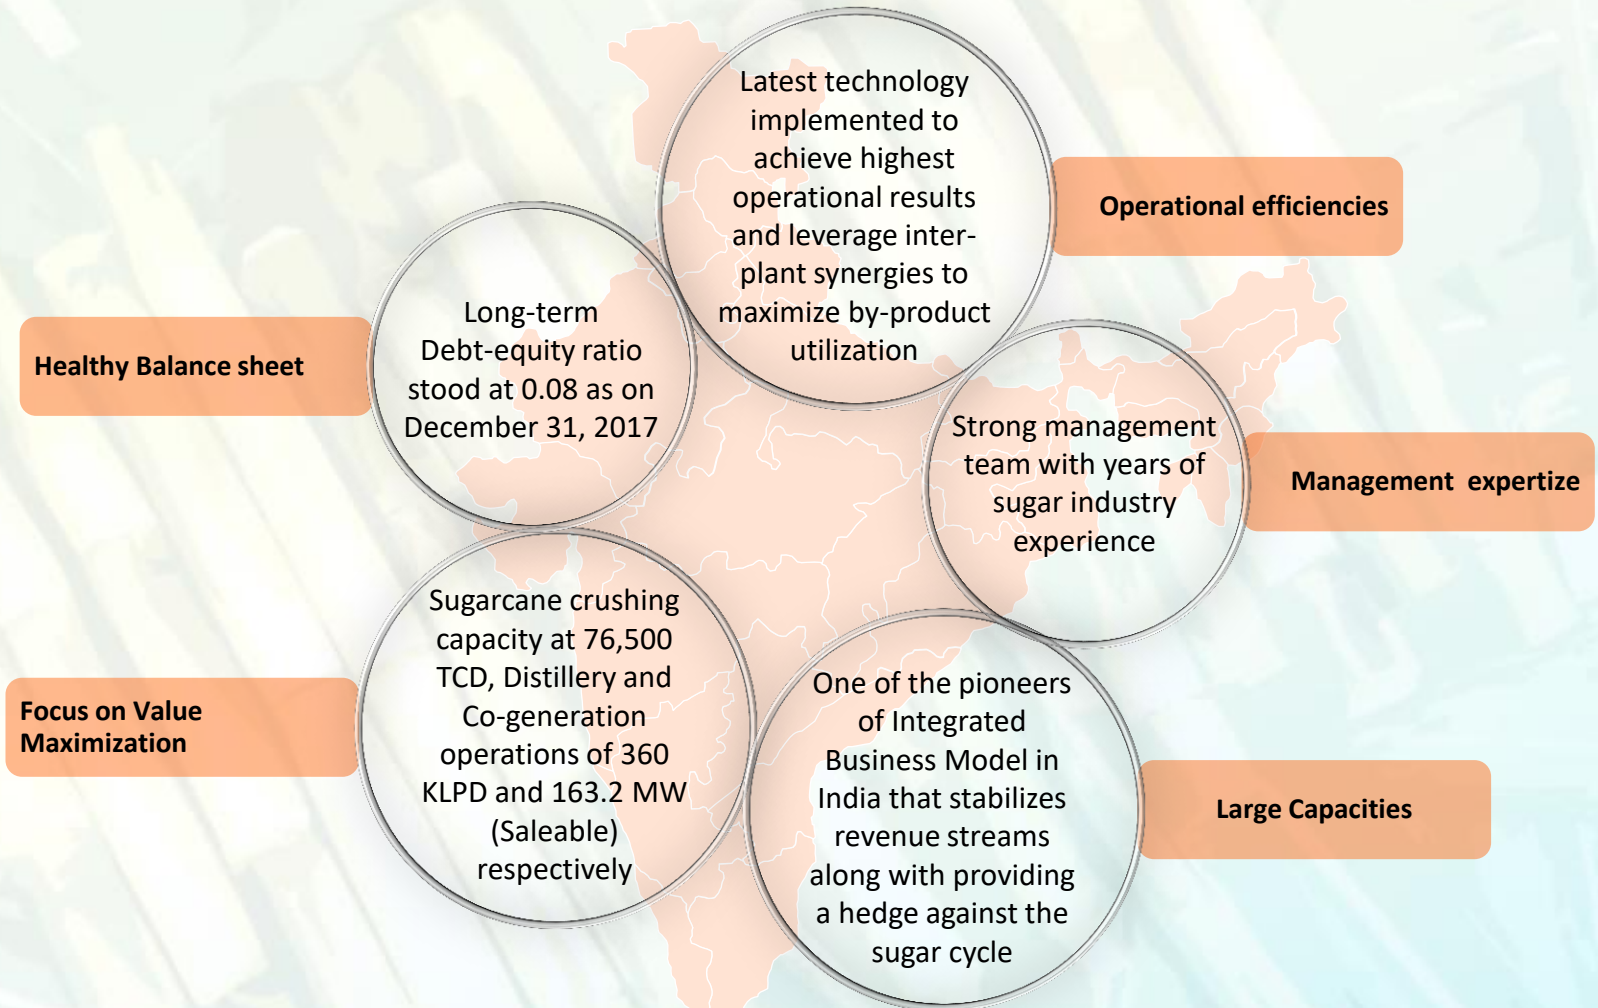 Latest technology
implemented to
achieve highest
operational results
and leverage inter-
plant synergies to
maximize by-product
utilization
Operational efficiencies
Healthy Balance sheet
Long-term
Debt-equity ratio
stood at 0.08 as on
December 31, 2017
Strong management
team with years of
sugar industry
experience
Management expertize
Focus on Value
Maximization
Sugarcane crushing
capacity at 76,500
TCD, Distillery and
Co-generation
operations of 360
KLPD and 163.2 MW
(Saleable)
respectively
One of the pioneers
of Integrated
Business Model in
India that stabilizes
revenue streams
along with providing
a hedge against the
sugar cycle
Large Capacities